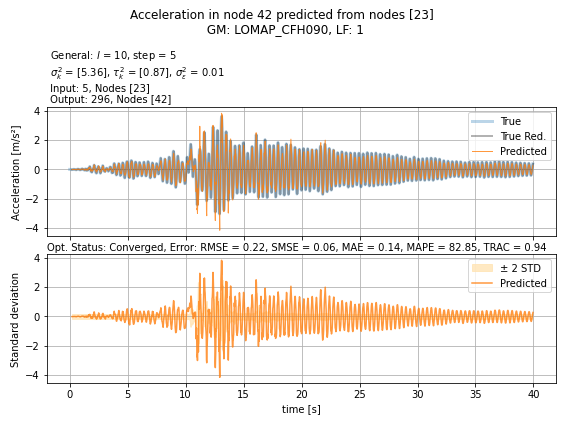 Acceleration in node 42 predicted from nodes [23]
GM: LOMAP_CFH090, LF: 1
General: l = 10, step = 5
σ²_k = [5.36], τ²_k = [0.87], σ²_ε = 0.01
Input: 5, Nodes [23]
Output: 296, Nodes [42]
4
2
0
−2
−4
Acceleration [m/s²]
True
True Red.
Predicted
Opt. Status: Converged, Error: RMSE = 0.22, SMSE = 0.06, MAE = 0.14, MAPE = 82.85, TRAC = 0.94
4
2
0
−2
−4
Standard deviation
± 2 STD
Predicted
0 5 10 15 20 25 30 35 40
time [s]